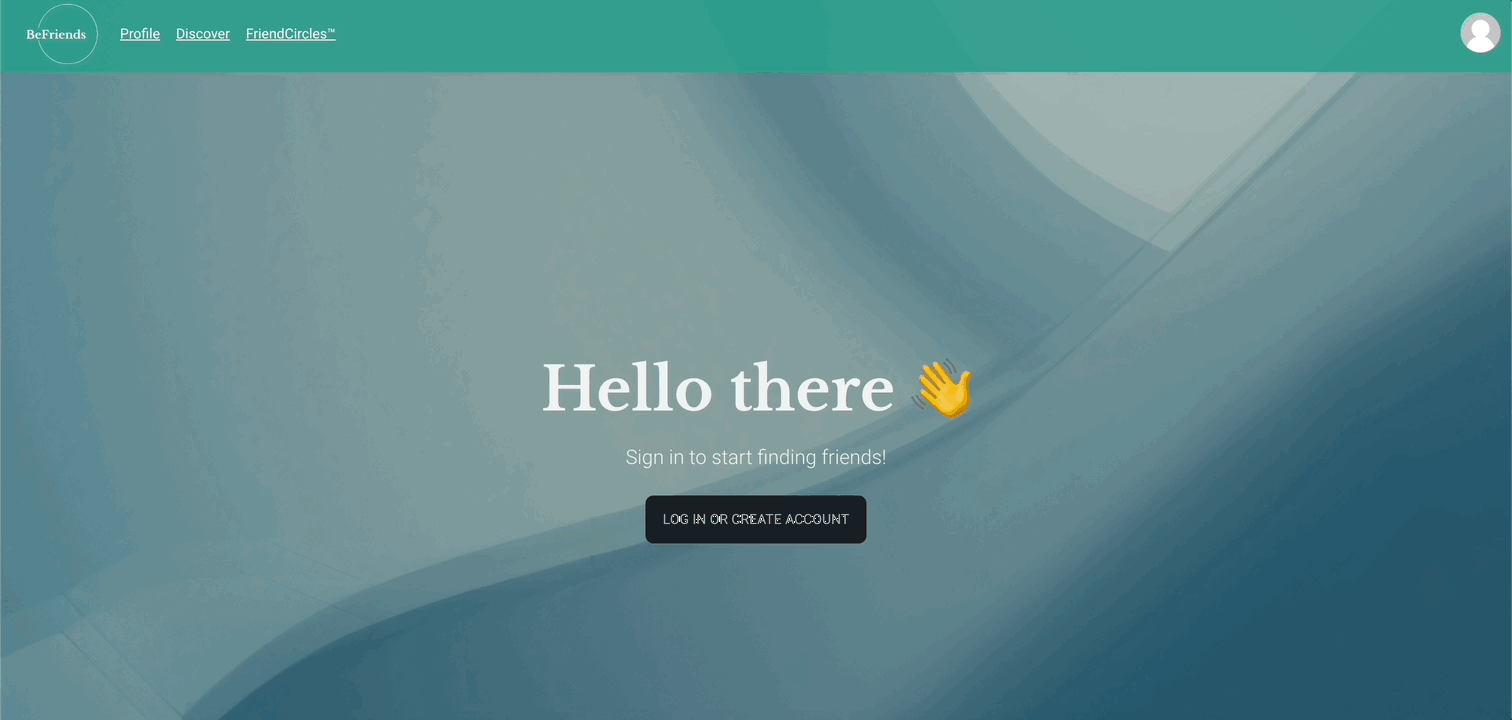 BeFriends
Profile Discover FriendCircles™
Hello there 👋
Sign in to start finding friends!
LOG IN OR CREATE ACCOUNT